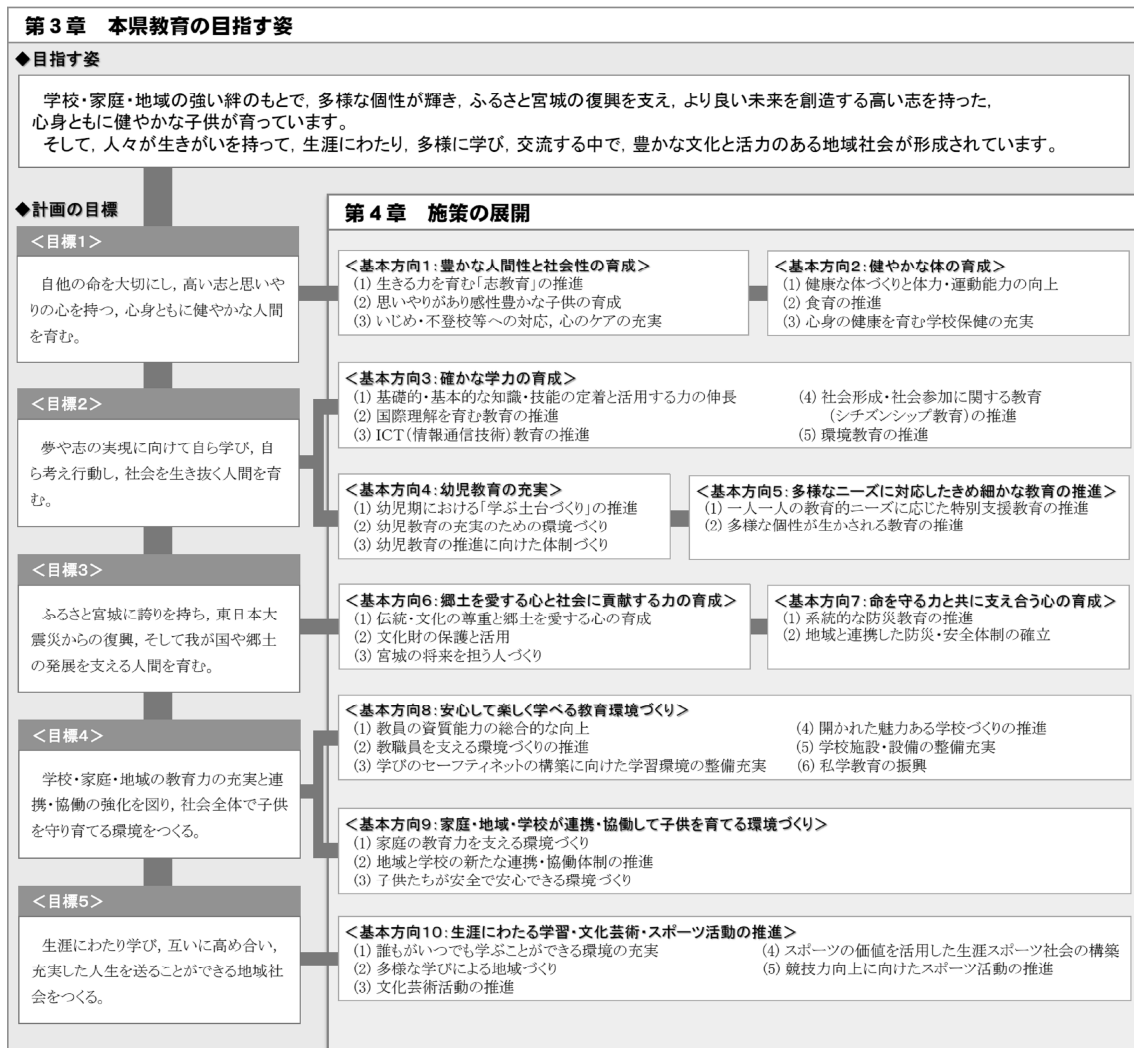 第3章 本県教育の目指す姿
◆目指す姿
学校・家庭・地域の強い絆のもとで,多様な個性が輝き,ふるさと宮城の復興を支え,より良い未来を創造する高い志を持った,
心身ともに健やかな子供が育っています。
そして,人々が生きがいを持って,生涯にわたり,多様に学び,交流する中で,豊かな文化と活力のある地域社会が形成されています。
◆計画の目標
<目標1>
自他の命を大切にし,高い志と思いや
りの心を持つ,心身ともに健やかな人間
を育む。
<目標2>
夢や志の実現に向けて自ら学び,自
ら考え行動し,社会を生き抜く人間を育
む。
<目標3>
ふるさと宮城に誇りを持ち,東日本大
震災からの復興,そして我が国や郷土
の発展を支える人間を育む。
<目標4>
学校・家庭・地域の教育力の充実と連
携・協働の強化を図り,社会全体で子供
を守り育てる環境をつくる。
<目標5>
生涯にわたり学び,互いに高め合い,
充実した人生を送ることができる地域社
会をつくる。
第4章 施策の展開
<基本方向1:豊かな人間性と社会性の育成>
(1) 生きる力を育む「志教育」の推進
(2) 思いやりがあり感性豊かな子供の育成
(3) いじめ・不登校等への対応,心のケアの充実
<基本方向2:健やかな体の育成>
(1) 健康な体づくりと体力・運動能力の向上
(2) 食育の推進
(3) 心身の健康を育む学校保健の充実
<基本方向3:確かな学力の育成>
(1) 基礎的・基本的な知識・技能の定着と活用する力の伸長
(2) 国際理解を育む教育の推進
(3) ICT(情報通信技術)教育の推進
(4) 社会形成・社会参加に関する教育
(シチズンシップ教育)の推進
(5) 環境教育の推進
<基本方向4:幼児教育の充実>
(1) 幼児期における「学ぶ土台づくり」の推進
(2) 幼児教育の充実のための環境づくり
(3) 幼児教育の推進に向けた体制づくり
<基本方向5:多様なニーズに対応したきめ細かな教育の推進>
(1) 一人一人の教育的ニーズに応じた特別支援教育の推進
(2) 多様な個性が生かされる教育の推進
<基本方向6:郷土を愛する心と社会に貢献する力の育成>
(1) 伝統・文化の尊重と郷土を愛する心の育成
(2) 文化財の保護と活用
(3) 宮城の将来を担う人づくり
<基本方向7:命を守る力と共に支え合う心の育成>
(1) 系統的な防災教育の推進
(2) 地域と連携した防災・安全体制の確立
<基本方向8:安心して楽しく学べる教育環境づくり>
(1) 教員の資質能力の総合的な向上
(2) 教職員を支える環境づくりの推進
(3) 学びのセーフティネットの構築に向けた学習環境の整備充実
(4) 開かれた魅力ある学校づくりの推進
(5) 学校施設・設備の整備充実
(6) 私学教育の振興
<基本方向9:家庭・地域・学校が連携・協働して子供を育てる環境づくり>
(1) 家庭の教育力を支える環境づくり
(2) 地域と学校の新たな連携・協働体制の推進
(3) 子供たちが安全で安心できる環境づくり
<基本方向10:生涯にわたる学習・文化芸術・スポーツ活動の推進>
(1) 誰もがいつでも学ぶことができる環境の充実
(2) 多様な学びによる地域づくり
(3) 文化芸術活動の推進
(4) スポーツの価値を活用した生涯スポーツ社会の構築
(5) 競技力向上に向けたスポーツ活動の推進